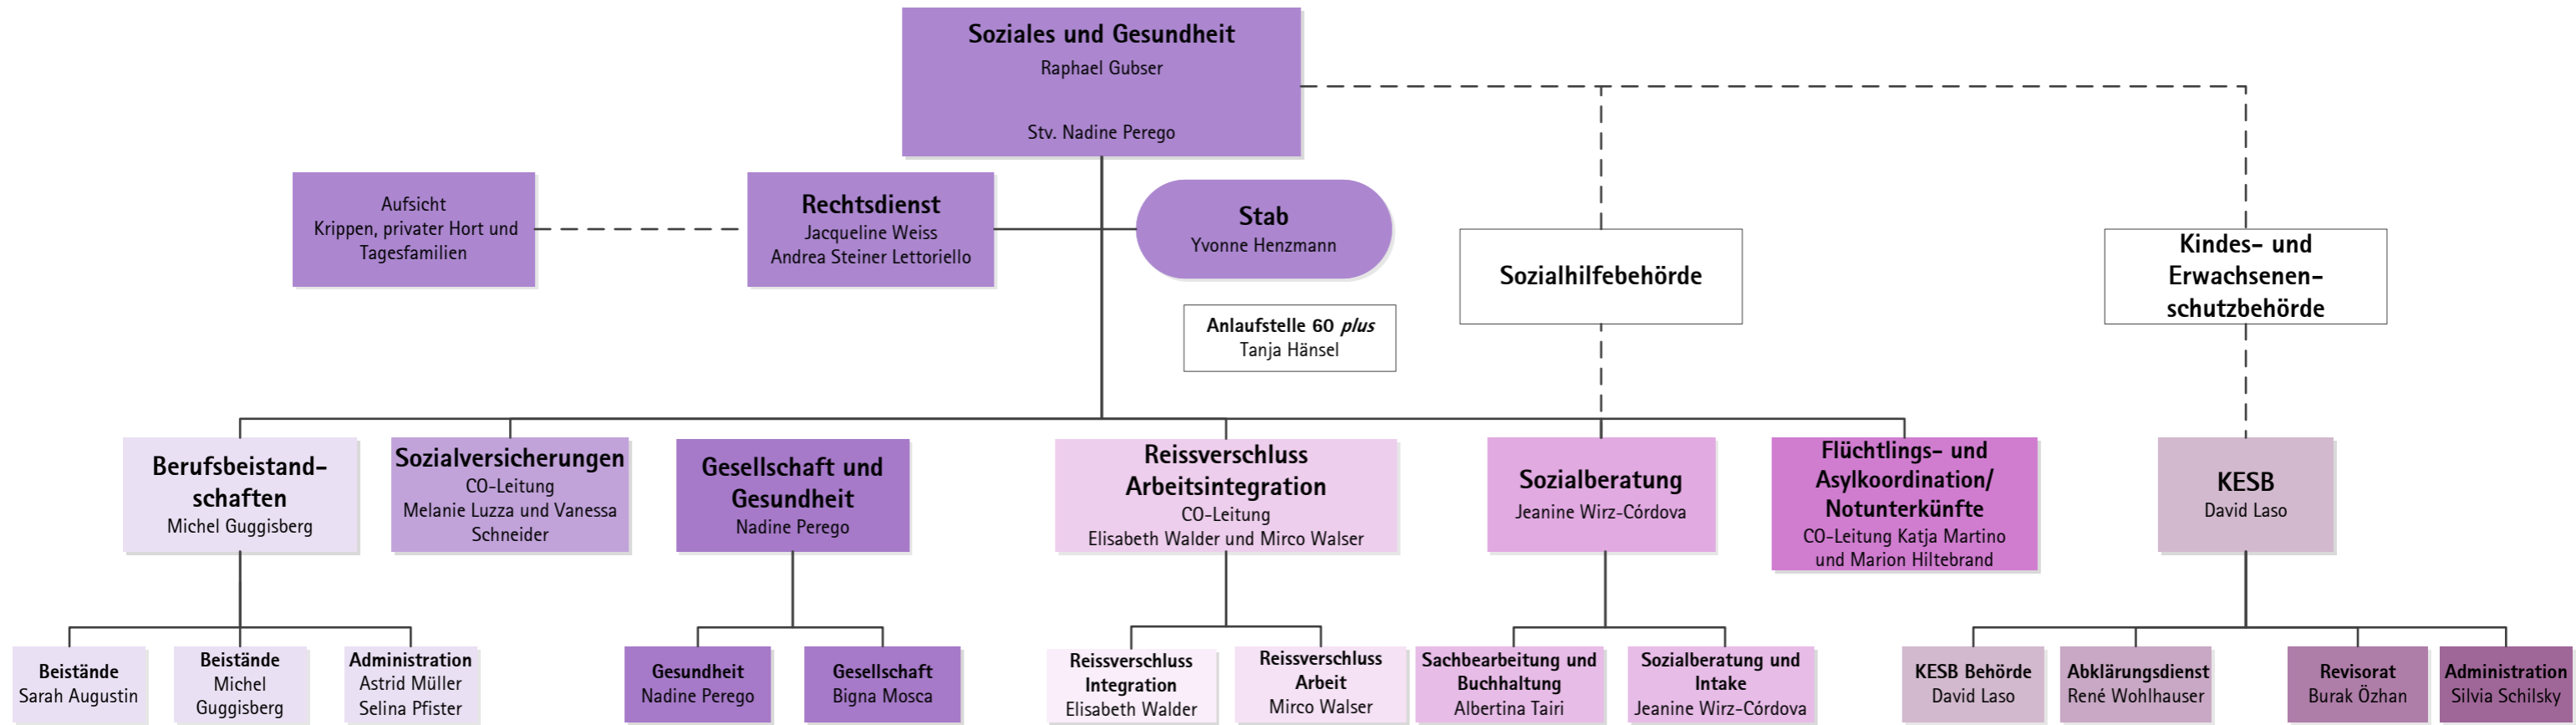 Soziales und Gesundheit
Raphael Gubser
Stv. Nadine Perego
Aufsicht
Krippen, privater Hort und
Tagesfamilien
Rechtsdienst
Jacqueline Weiss
Andrea Steiner Lettoriello
Stab
Yvonne Henzmann
Anlaufstelle 60 plus
Tanja Hänsel
Sozialhilfebehörde
Kindes- und
Erwachsenen-
schutzbehörde
Berufsbeistand-
schaften
Michel Guggisberg
Sozialversicherungen
CO-Leitung
Melanie Luzza und Vanessa
Schneider
Gesellschaft und
Gesundheit
Nadine Perego
Reissverschluss
Arbeitsintegration
CO-Leitung
Elisabeth Walder und Mirco Walser
Sozialberatung
Jeanine Wirz-Córdova
Flüchtlings- und
Asylkoordination/
Notunterkünfte
CO-Leitung Katja Martino
und Marion Hiltebrand
KESB
David Laso
Beistände
Sarah Augustin
Beistände
Michel
Guggisberg
Administration
Astrid Müller
Selina Pfister
Gesundheit
Nadine Perego
Gesellschaft
Bigna Mosca
Reissverschluss
Integration
Elisabeth Walder
Reissverschluss
Arbeit
Mirco Walser
Sachbearbeitung und
Buchhaltung
Albertina Tairi
Sozialberatung und
Intake
Jeanine Wirz-Córdova
KESB Behörde
David Laso
Abklärungsdienst
René Wohlhauser
Revisorat
Burak Özhan
Administration
Silvia Schilsky